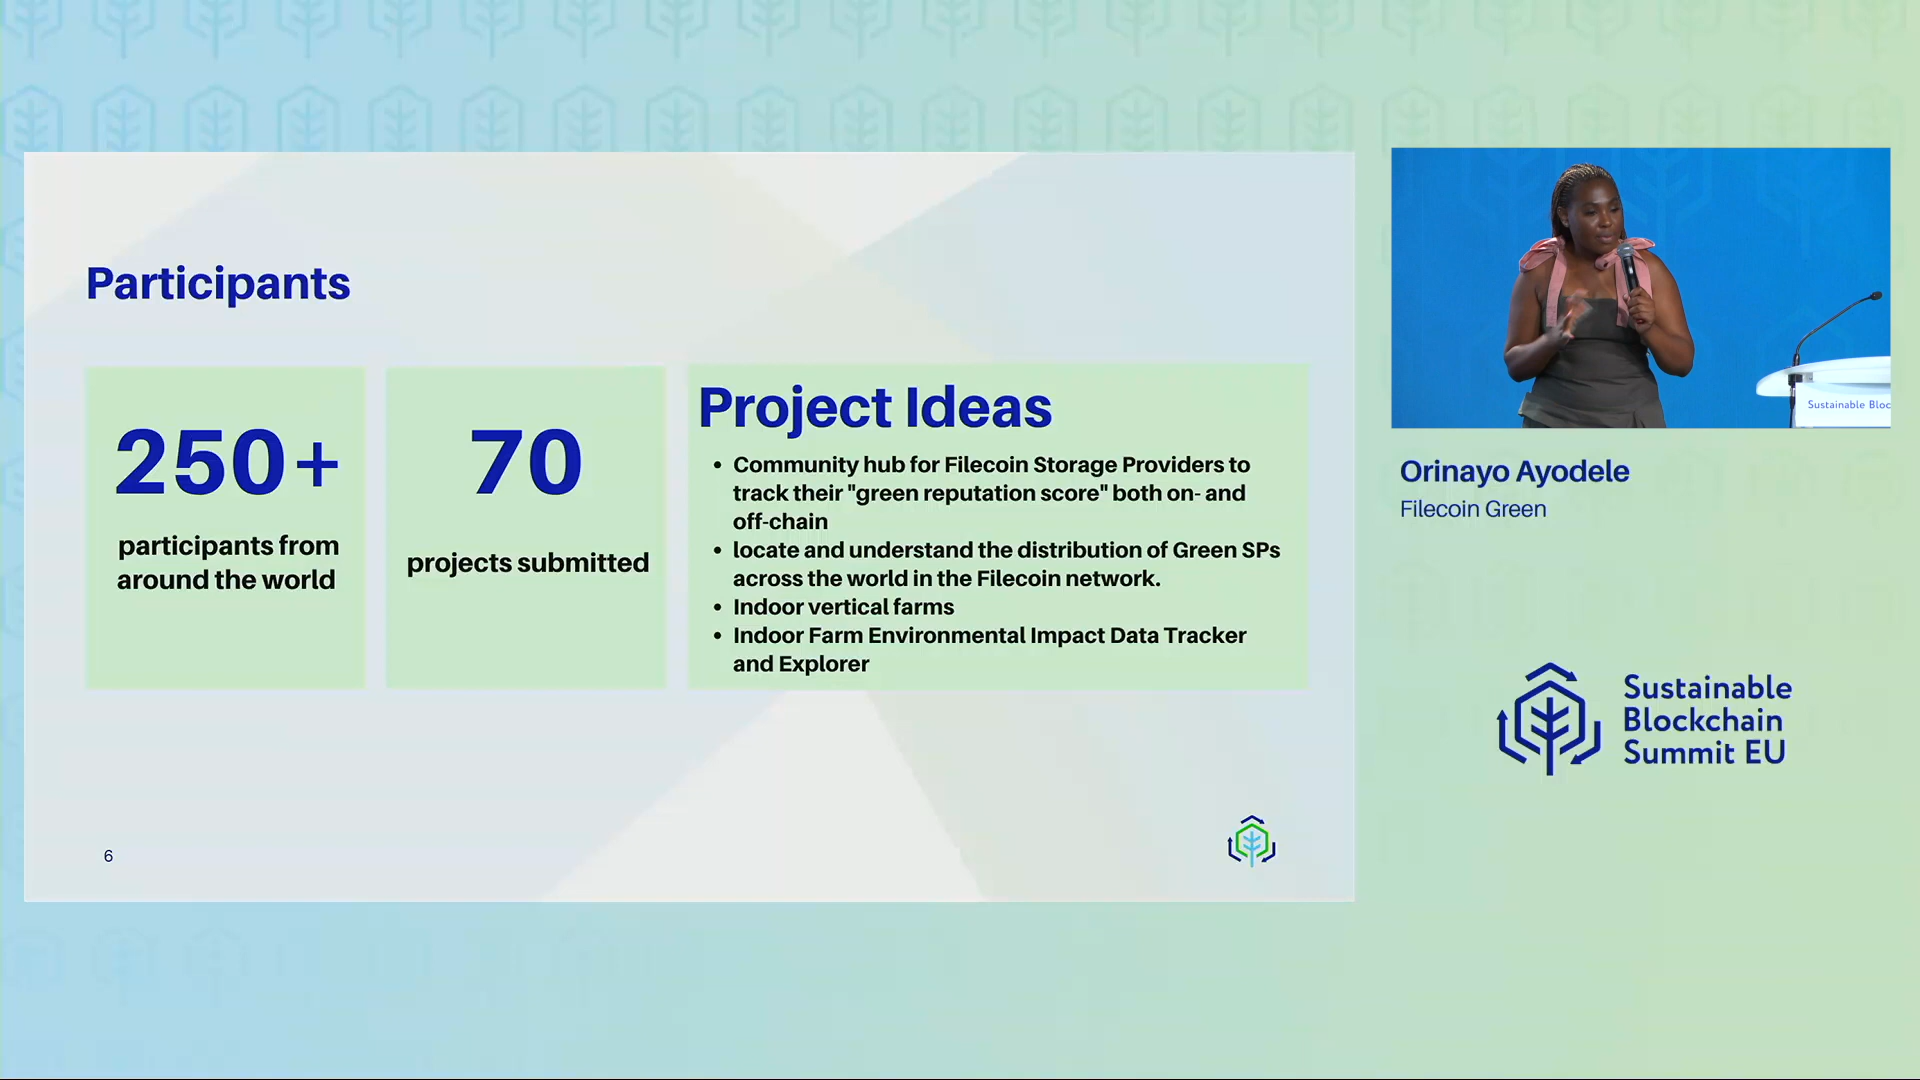 Participants
250+
participants from
around the world
70
projects submitted
Project Ideas
• Community hub for Filecoin Storage Providers to
track their "green reputation score" both on- and
off-chain
• locate and understand the distribution of Green SPs
across the world in the Filecoin network.
• Indoor vertical farms
• Indoor Farm Environmental Impact Data Tracker
and Explorer
6
Sustainable Bloc
Orinayo Ayodele
Filecoin Green
Sustainable
Blockchain
Summit EU